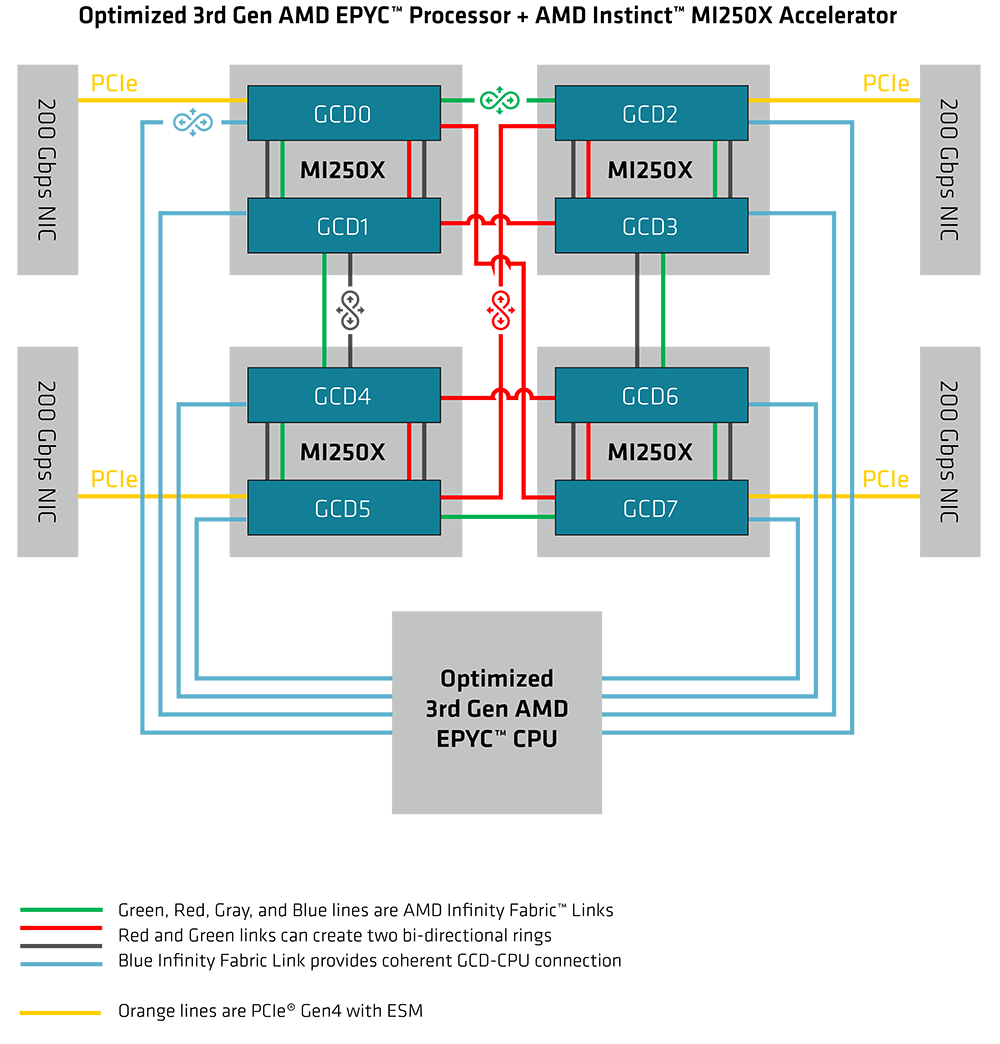 Optimized 3rd Gen AMD EPYC™ Processor + AMD Instinct™ MI250X Accelerator
200 Gbps NIC
PCIe
GCD0
MI250X
GCD1
GCD2
MI250X
GCD3
PCIe
200 Gbps NIC
200 Gbps NIC
PCIe
GCD4
MI250X
GCD5
GCD6
MI250X
GCD7
PCIe
200 Gbps NIC
Optimized
3rd Gen AMD
EPYC™ CPU
Green, Red, Gray, and Blue lines are AMD Infinity Fabric™ Links
Red and Green links can create two bi-directional rings
Blue Infinity Fabric Link provides coherent GCD-CPU connection
Orange lines are PCIe® Gen4 with ESM